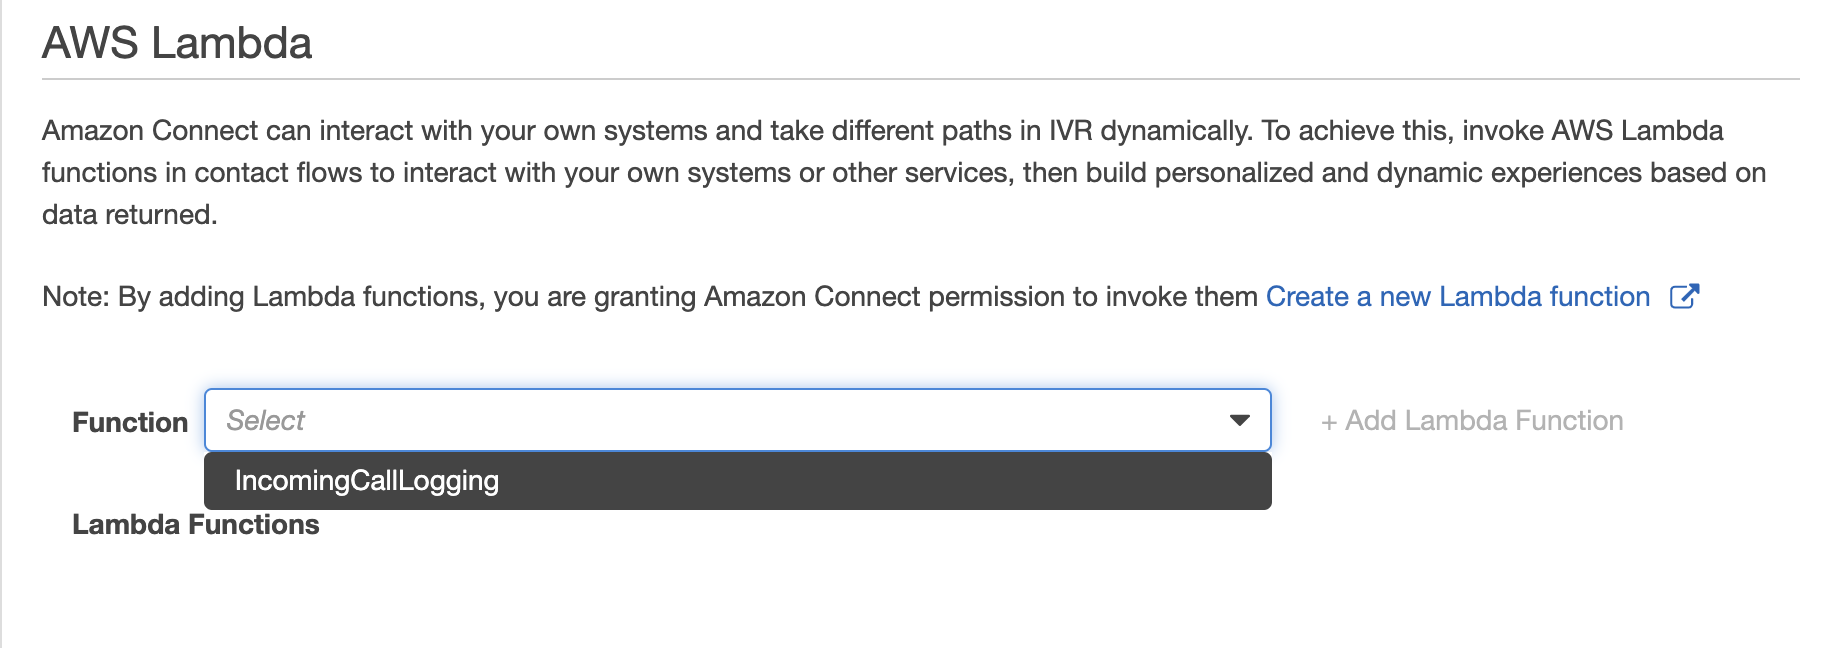 AWS Lambda
Amazon Connect can interact with your own systems and take different paths in IVR dynamically. To achieve this, invoke AWS Lambda
functions in contact flows to interact with your own systems or other services, then build personalized and dynamic experiences based on
data returned.
Note: By adding Lambda functions, you are granting Amazon Connect permission to invoke them Create a new Lambda function
Function Select + Add Lambda Function
IncomingCallLogging
Lambda Functions